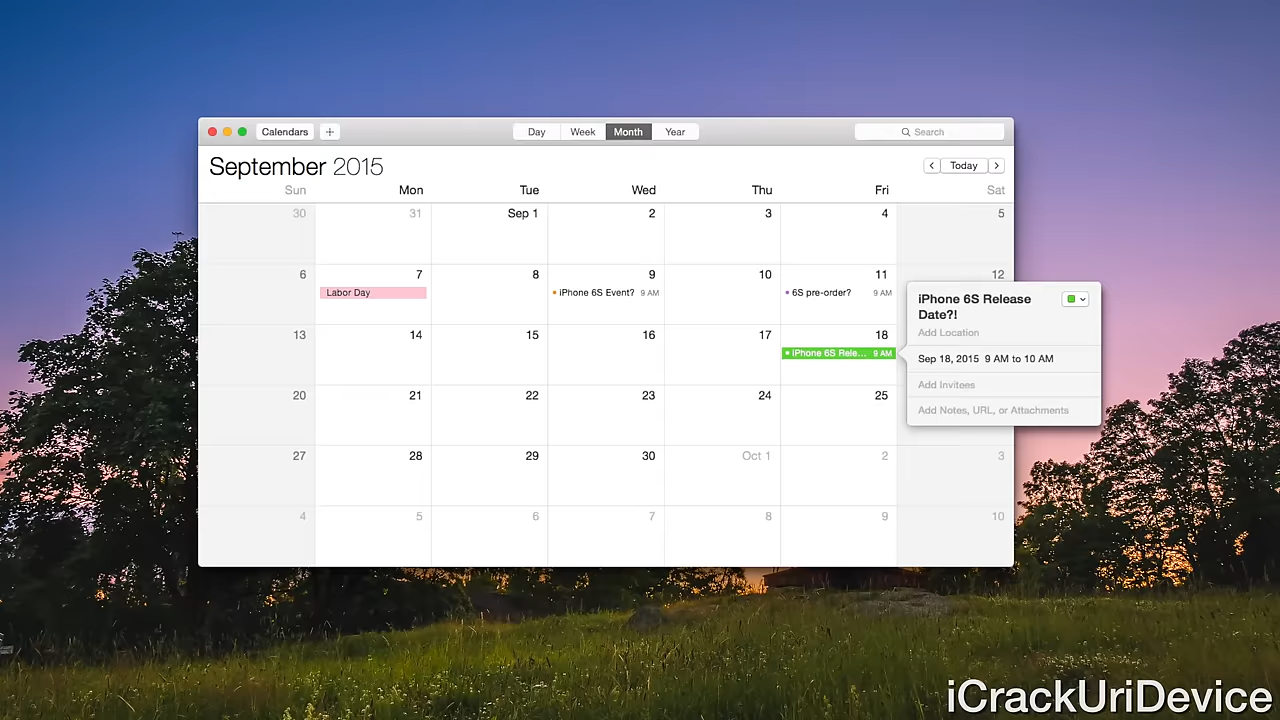 Calendars +
Day Week Month Year
Search
September 2015
Today
Sun Mon Tue Wed Thu Fri Sat
30 31 Sep 1 2 3 4 5
6 7 8 9 10 11 12
Labor Day
iPhone 6S Event? 9 AM
6S pre-order? 9 AM
iPhone 6S Release
Date?!
Add Location
Sep 18, 2015 9 AM to 10 AM
Add Invitees
Add Notes, URL, or Attachments
13 14 15 16 17 18
iPhone 6S Rele... 9 AM
20 21 22 23 24 25
27 28 29 30 Oct 1 2 3
4 5 6 7 8 9 10
iCrackUriDevice